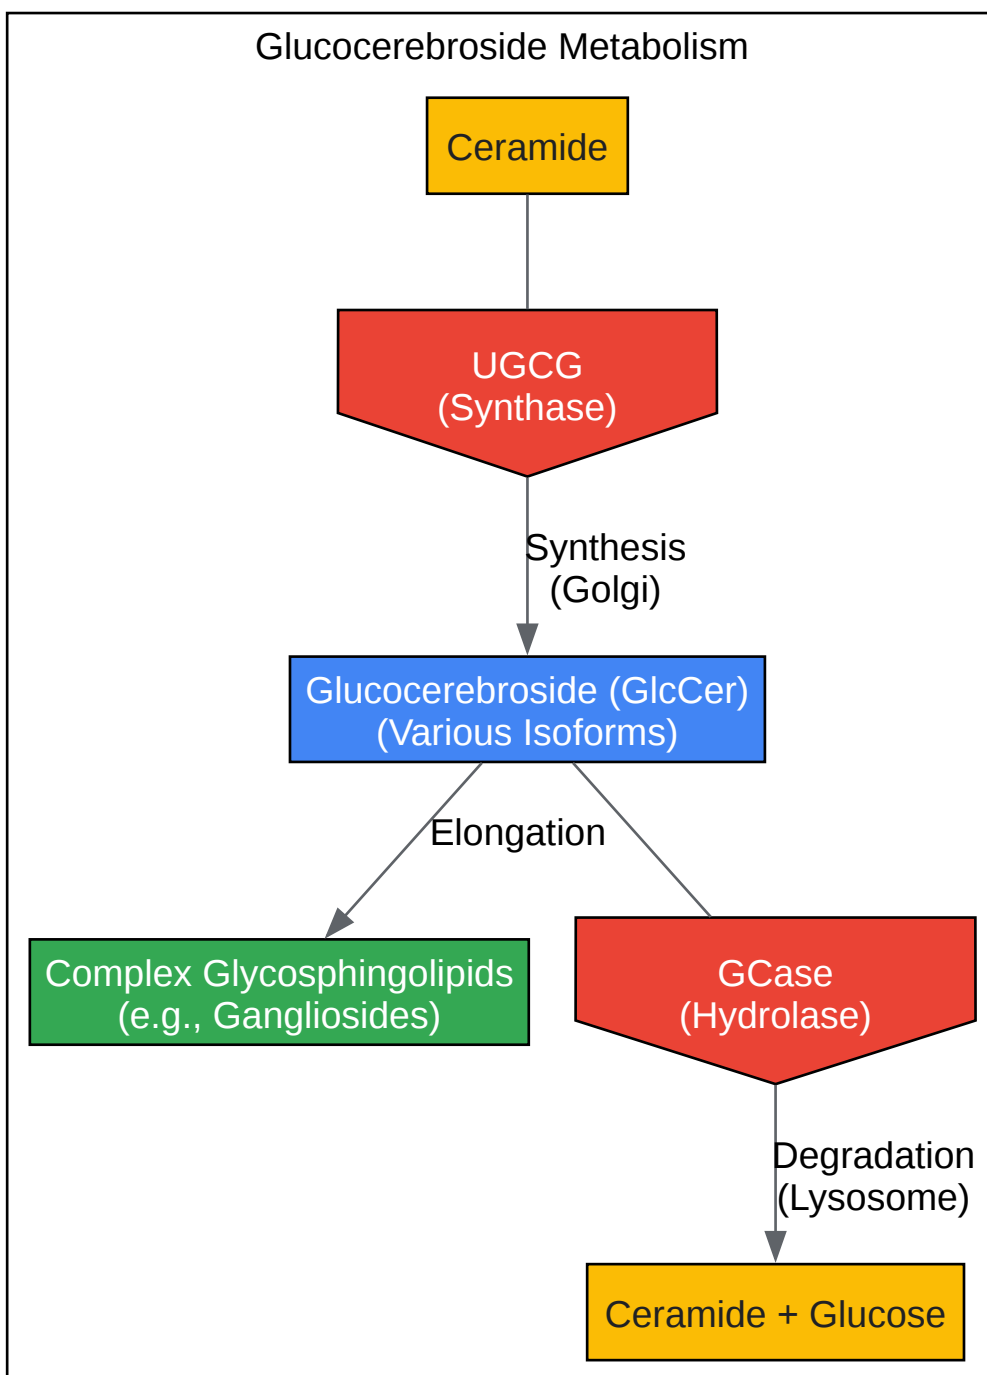 Glucocerebroside Metabolism
Ceramide
UGCG
(Synthase)
Synthesis
(Golgi)
Glucocerebroside (GlcCer)
(Various Isoforms)
Elongation
Complex Glycosphingolipids
(e.g., Gangliosides)
GCase
(Hydrolase)
Degradation
(Lysosome)
Ceramide + Glucose